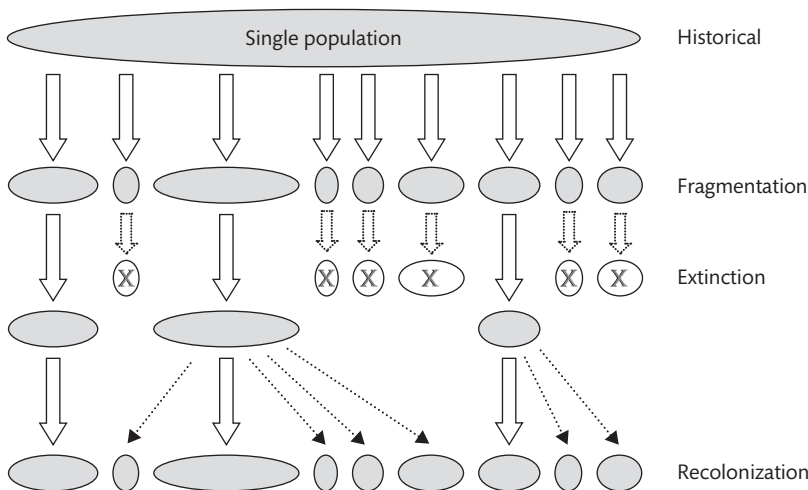 Single population
Historical
Fragmentation
X X X X X X
Extinction
Recolonization